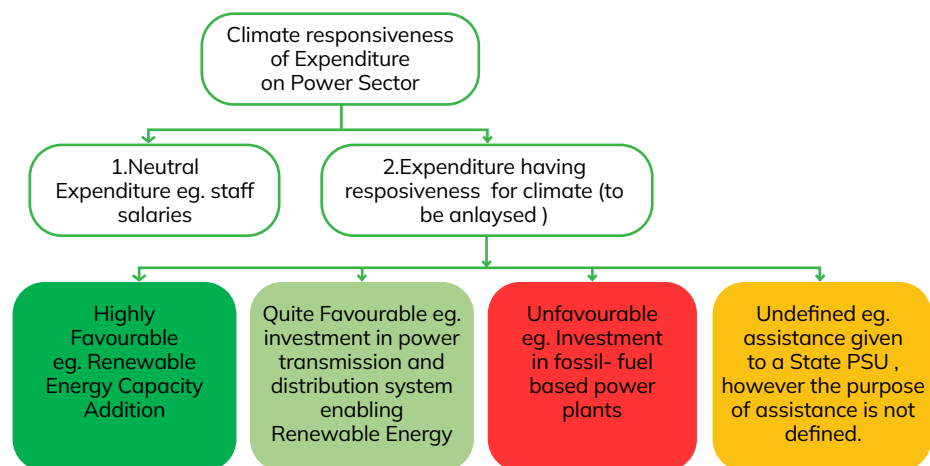 Climate responsiveness
of Expenditure
on Power Sector
1.Neutral
Expenditure eg. staff
salaries
2.Expenditure having
resposiveness for climate (to
be anlaysed )
Highly
Favourable
eg. Renewable
Energy Capacity
Addition
Quite Favourable eg.
investment in power
transmission and
distribution system
enabling
Renewable Energy
Unfavourable
eg. Investment
in fossil- fuel
based power
plants
Undefined eg.
assistance given
to a State PSU ,
however the purpose
of assistance is not
defined.